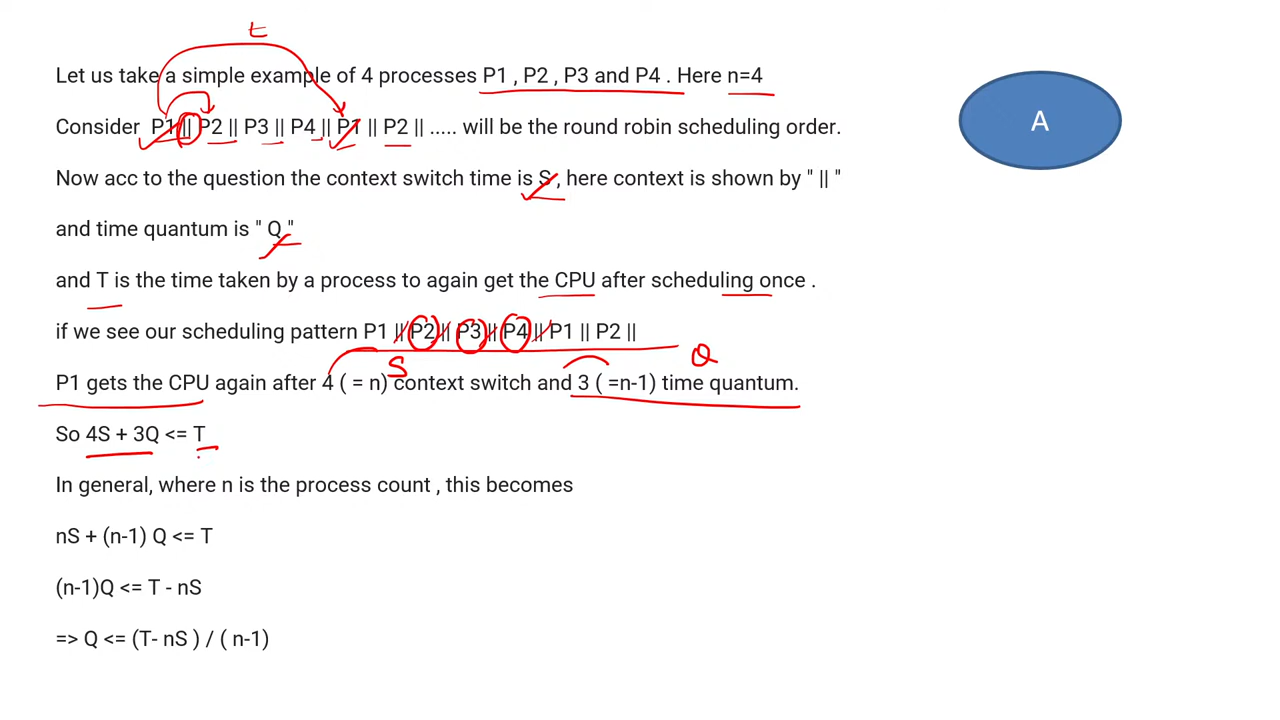 t
Let us take a simple example of 4 processes P1 , P2 , P3 and P4 . Here n=4
A
Consider P1 || P2 || P3 || P4 || P1 || P2 || ..... will be the round robin scheduling order.
Now acc to the question the context switch time is S , here context is shown by " || "
and time quantum is " Q "
and T is the time taken by a process to again get the CPU after scheduling once .
if we see our scheduling pattern P1 || P2 || P3 || P4 || P1 || P2 ||
S Q
P1 gets the CPU again after 4 ( = n) context switch and 3 ( =n-1) time quantum.
So 4S + 3Q <= T
In general, where n is the process count , this becomes
nS + (n-1) Q <= T
(n-1)Q <= T - nS
=> Q <= (T- nS ) / ( n-1)